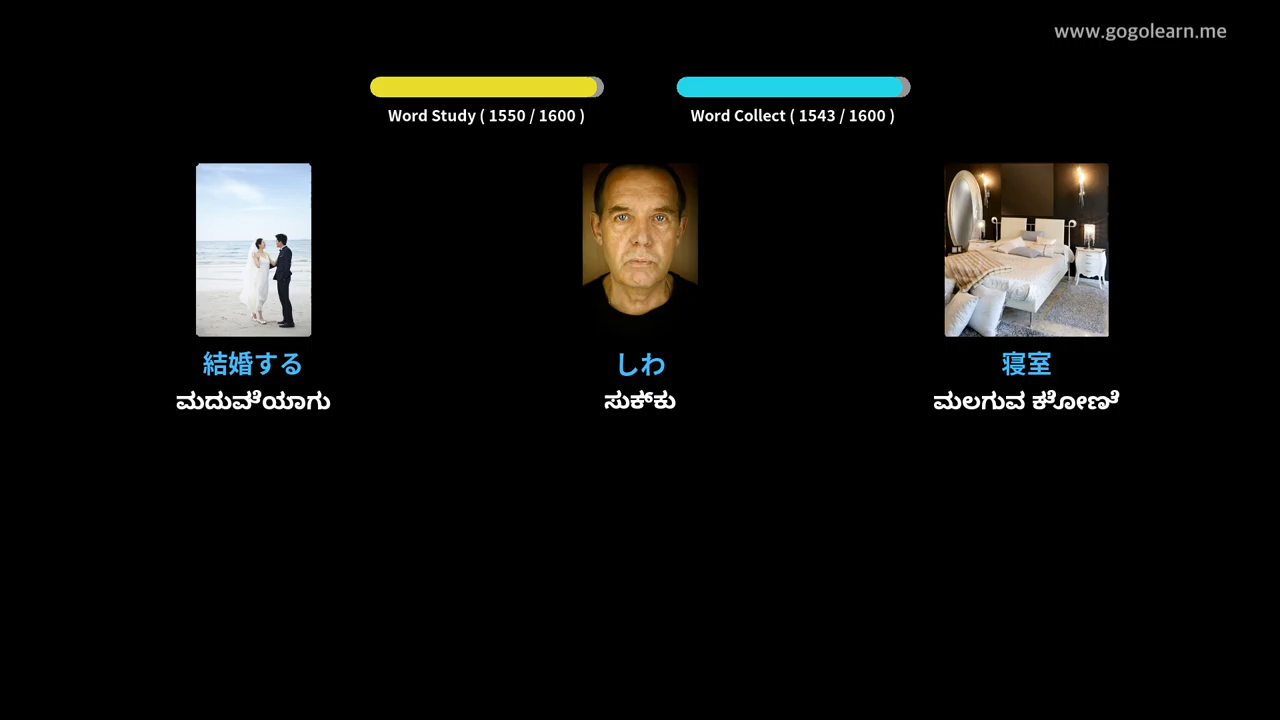 www.gogolearn.me
Word Study ( 1550 / 1600 )
Word Collect ( 1543 / 1600 )
結婚する
しわ
寝室
ಮದುವೆಯಾಗು
ಸುಕ್ಕು
ಮಲಗುವ ಕೋಣೆ